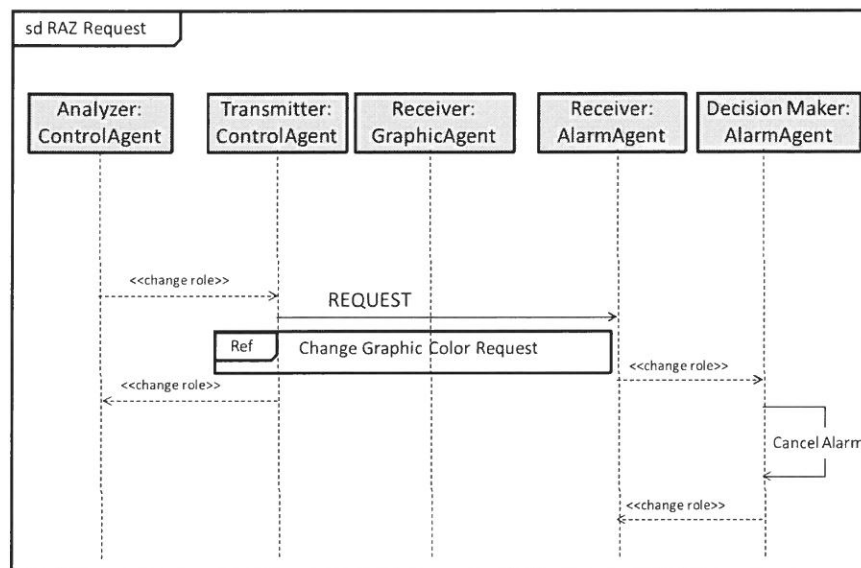 sd RAZ Request
Analyzer:
ControlAgent
Transmitter:
ControlAgent
Receiver:
GraphicAgent
Receiver:
AlarmAgent
Decision Maker:
AlarmAgent
<<change role>>
REQUEST
Ref
Change Graphic Color Request
<<change role>>
<<change role>>
Cancel Alarm
<<change role>>